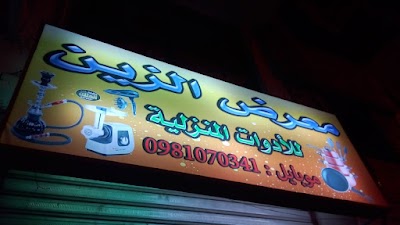 معرض الزين
للأدوات المنزلية
موبايل : 0981070341